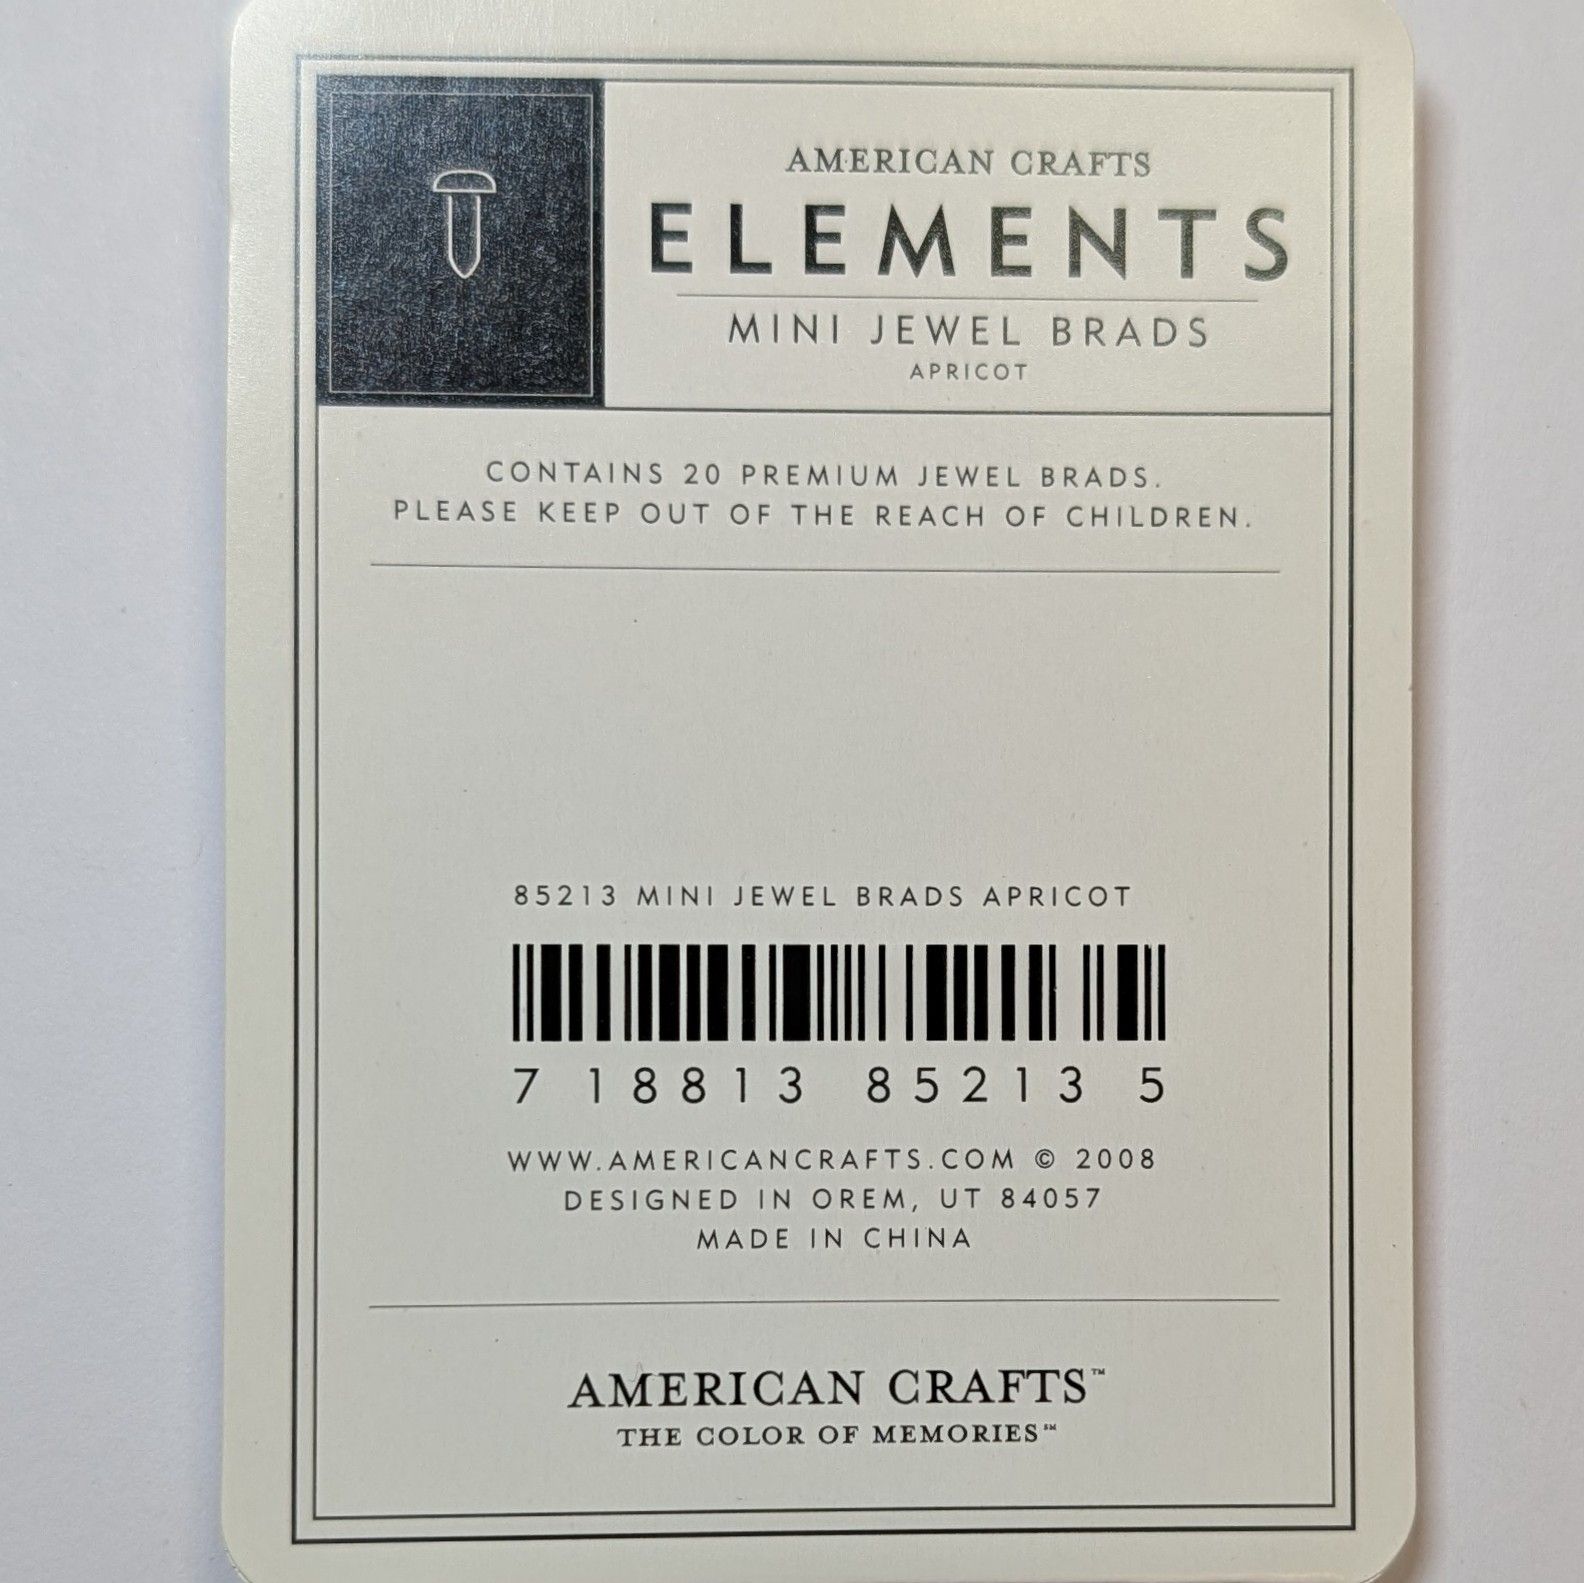 AMERICAN CRAFTS
ELEMENTS
MINI JEWEL BRADS
APRICOT
CONTAINS 20 PREMIUM JEWEL BRADS.
PLEASE KEEP OUT OF THE REACH OF CHILDREN.
85213 MINI JEWEL BRADS APRICOT
7 18813 85213 5
WWW.AMERICANCRAFTS.COM © 2008
DESIGNED IN OREM, UT 84057
MADE IN CHINA
AMERICAN CRAFTS™
THE COLOR OF MEMORIES℠